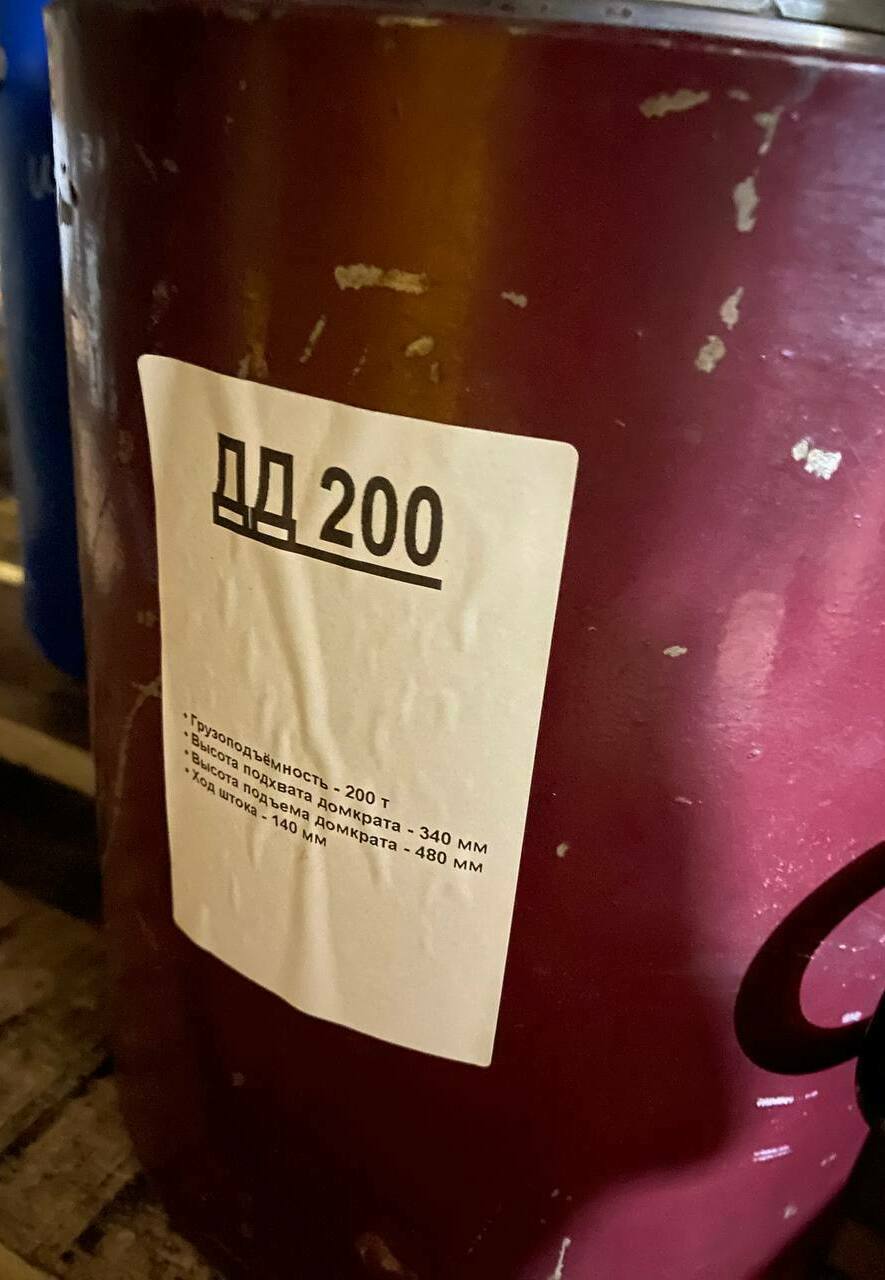 ДД 200
• Грузоподъёмность - 200 т
• Высота подхвата домкрата - 340 мм
• Высота подъема домкрата - 480 мм
• Ход штока - 140 мм